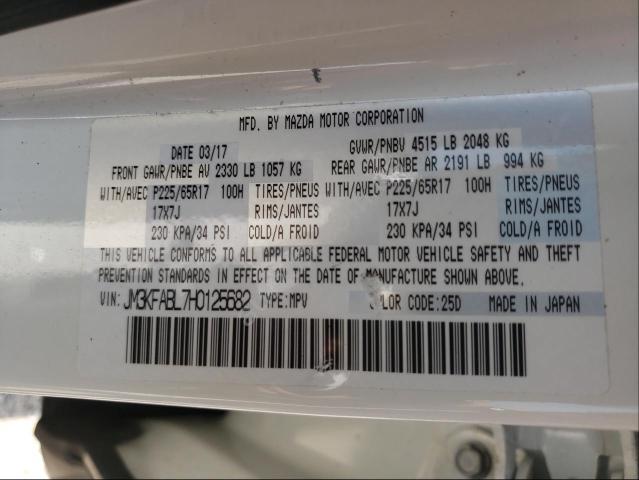 MFD. BY MAZDA MOTOR CORPORATION
DATE 03/17 GVWR/PNBV 4515 LB 2048 KG
FRONT GAWR/PNBE AV 2330 LB 1057 KG REAR GAWR/PNBE AR 2191 LB 994 KG
WITH/AVEC P225/65R17 100H TIRES/PNEUS WITH/AVEC P225/65R17 100H TIRES/PNEUS
17X7J RIMS/JANTES 17X7J RIMS/JANTES
230 KPA/34 PSI COLD/A FROID 230 KPA/34 PSI COLD/A FROID
THIS VEHICLE CONFORMS TO ALL APPLICABLE FEDERAL MOTOR VEHICLE SAFETY AND THEFT
PREVENTION STANDARDS IN EFFECT ON THE DATE OF MANUFACTURE SHOWN ABOVE.
VIN: JM3KFABL7H0125582 TYPE:MPV COLOR CODE:25D MADE IN JAPAN